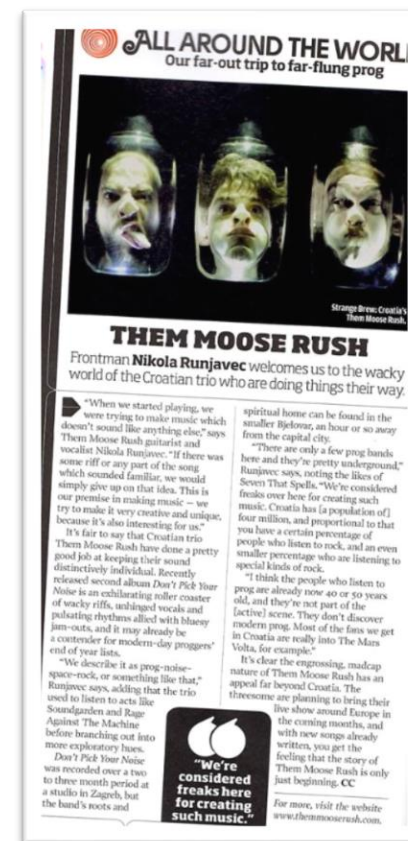 ALL AROUND THE WORL
Our far-out trip to far-flung prog
Strange Brew: Croatia's
Them Moose Rush.
THEM MOOSE RUSH
Frontman Nikola Runjavec welcomes us to the wacky
world of the Croatian trio who are doing things their way.
"When we started playing, we
were trying to make music which
doesn't sound like anything else," says
Them Moose Rush guitarist and
vocalist Nikola Runjavec. "If there was
some riff or any part of the song
which sounded familiar, we would
simply give up on that idea. This is
our premise in making music – we
try to make it very creative and unique,
because it's also interesting for us."
It's fair to say that Croatian trio
Them Moose Rush have done a pretty
good job at keeping their sound
distinctively individual. Recently
released second album Don't Pick Your
Noise is an exhilarating roller coaster
of wacky riffs, unhinged vocals and
pulsating rhythms allied with bluesy
jam-outs, and it may already be
a contender for modern-day proggers'
end of year lists.
"We describe it as prog-noise-
space-rock, or something like that,"
Runjavec says, adding that the trio
used to listen to acts like
Soundgarden and Rage
Against The Machine
before branching out into
more exploratory hues.
Don't Pick Your Noise
was recorded over a two
to three month period at
a studio in Zagreb, but
the band's roots and
"We're
considered
freaks here
for creating
such music."
spiritual home can be found in the
smaller Bjelovar, an hour or so away
from the capital city.
"There are only a few prog bands
here and they're pretty underground,"
Runjavec says, noting the likes of
Seven That Spells. "We're considered
freaks over here for creating such
music. Croatia has [a population of]
four million, and proportional to that
you have a certain percentage of
people who listen to rock, and an even
smaller percentage who are listening to
special kinds of rock.
"I think the people who listen to
prog are already now 40 or 50 years
old, and they're not part of the
[active] scene. They don't discover
modern prog. Most of the fans we get
in Croatia are really into The Mars
Volta, for example."
It's clear the engrossing, madcap
nature of Them Moose Rush has an
appeal far beyond Croatia. The
threesome are planning to bring their
live show around Europe in
the coming months, and
with new songs already
written, you get the
feeling that the story of
Them Moose Rush is only
just beginning. CC
For more, visit the website
www.themmooserush.com.